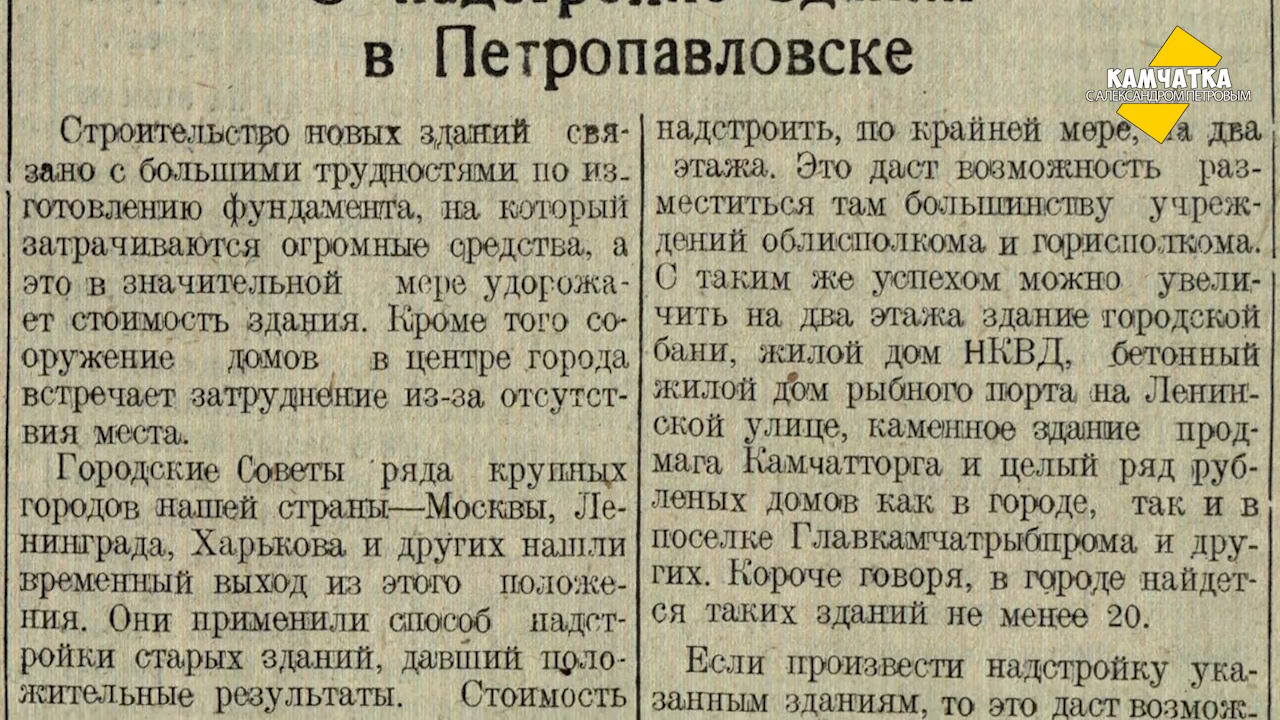 О надстройке зданий
в Петропавловске
КАМЧАТКА
С АЛЕКСАНДРОМ ПЕТРОВЫМ
Строительство новых зданий свя-
зано с большими трудностями по из-
готовлению фундамента, на который
затрачиваются огромные средства, а
это в значительной мере удорожа-
ет стоимость здания. Кроме того со-
оружение домов в центре города
встречает затруднение из-за отсутст-
вия места.
Городские Советы ряда крупных
городов нашей страны—Москвы, Ле-
нинграда, Харькова и других нашли
временный выход из этого положе-
ния. Они применили способ надст-
ройки старых зданий, давший поло-
жительные результаты. Стоимость
надстроить, по крайней мере, на два
этажа. Это даст возможность раз-
меститься там большинству учреж-
дений облисполкома и горисполкома.
С таким же успехом можно увели-
чить на два этажа здание городской
бани, жилой дом НКВД, бетонный
жилой дом рыбного порта на Ленин-
ской улице, каменное здание прод-
мага Камчатторга и целый ряд руб-
леных домов как в городе, так и в
поселке Главкамчатрыбпрома и дру-
гих. Короче говоря, в городе найдет-
ся таких зданий не менее 20.
Если произвести надстройку ука-
занным зданиям, то это даст возмож-